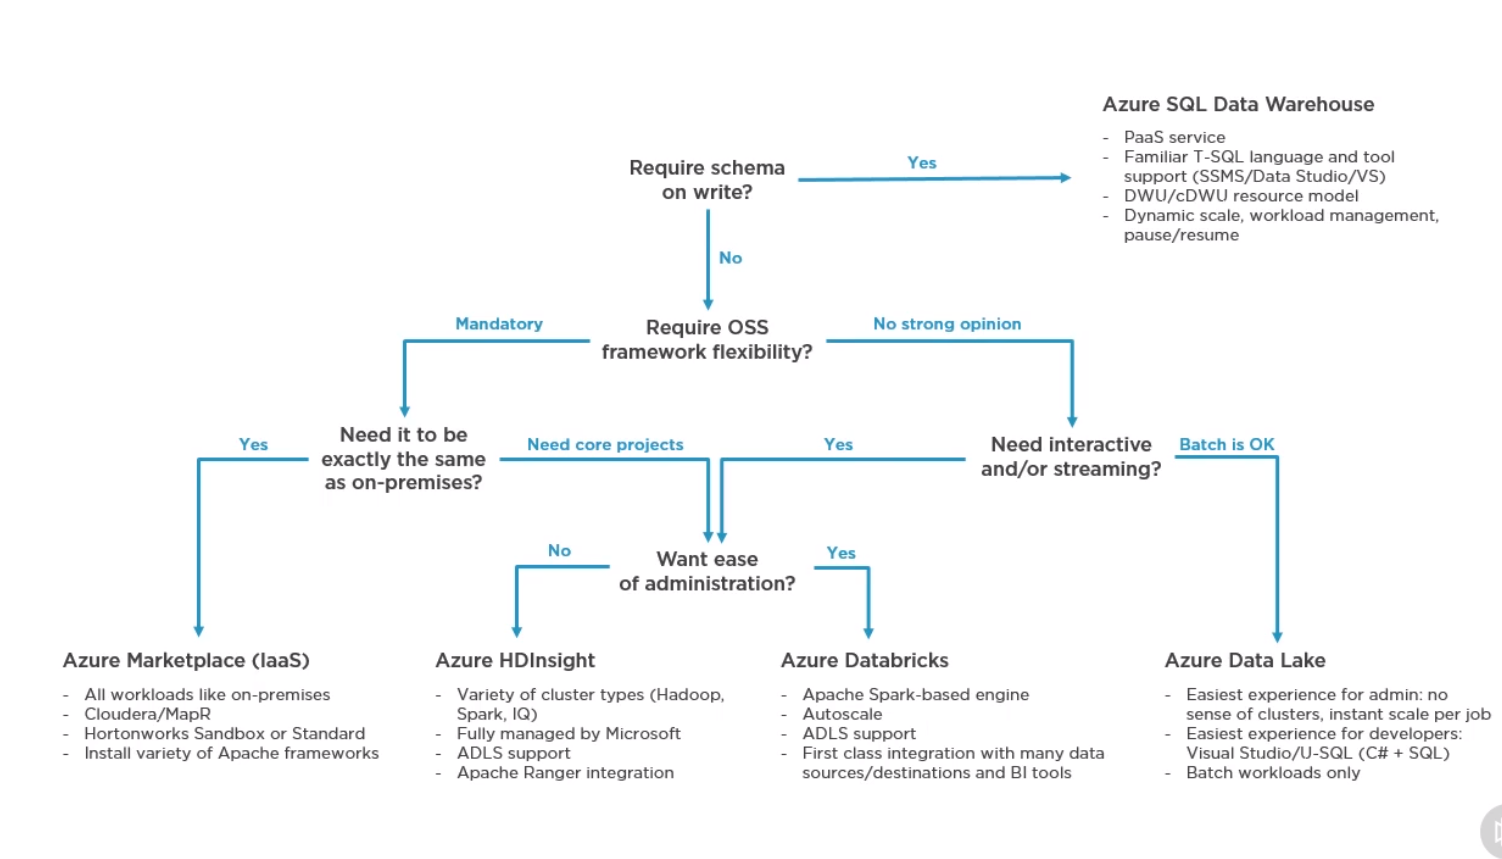 Azure SQL Data Warehouse
- PaaS service
- Familiar T-SQL language and tool
support (SSMS/Data Studio/VS)
- DWU/cDWU resource model
- Dynamic scale, workload management,
pause/resume
Require schema
on write?
Yes
No
Require OSS
framework flexibility?
Mandatory
No strong opinion
Need it to be
exactly the same
as on-premises?
Yes
Need core projects
Need interactive
and/or streaming?
Yes
Batch is OK
Want ease
of administration?
No
Yes
Azure Marketplace (IaaS)
- All workloads like on-premises
- Cloudera/MapR
- Hortonworks Sandbox or Standard
- Install variety of Apache frameworks
Azure HDInsight
- Variety of cluster types (Hadoop,
Spark, IQ)
- Fully managed by Microsoft
- ADLS support
- Apache Ranger integration
Azure Databricks
- Apache Spark-based engine
- Autoscale
- ADLS support
- First class integration with many data
sources/destinations and BI tools
Azure Data Lake
- Easiest experience for admin: no
sense of clusters, instant scale per job
- Easiest experience for developers:
Visual Studio/U-SQL (C# + SQL)
- Batch workloads only